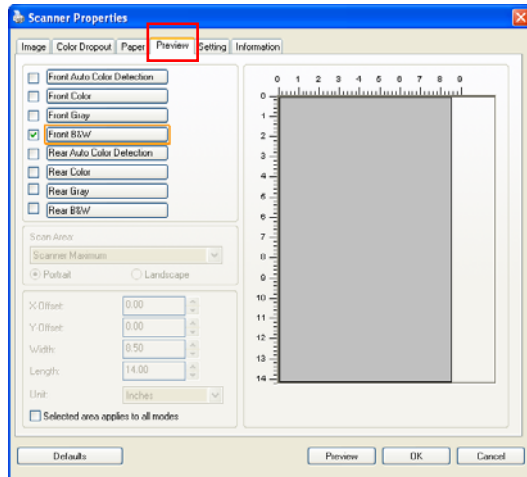 Scanner Properties
Image Color Dropout Paper Preview Setting Information
Front Auto Color Detection
Front Color
Front Gray
Front B&W
Rear Auto Color Detection
Rear Color
Rear Gray
Rear B&W
Scan Area:
Scanner Maximum
Portrait Landscape
X Offset: 0.00
Y Offset: 0.00
Width: 8.50
Length: 14.00
Unit: Inches
Selected area applies to all modes
0 1 2 3 4 5 6 7 8 9
0
1
2
3
4
5
6
7
8
9
10
11
12
13
14
Defaults Preview OK Cancel